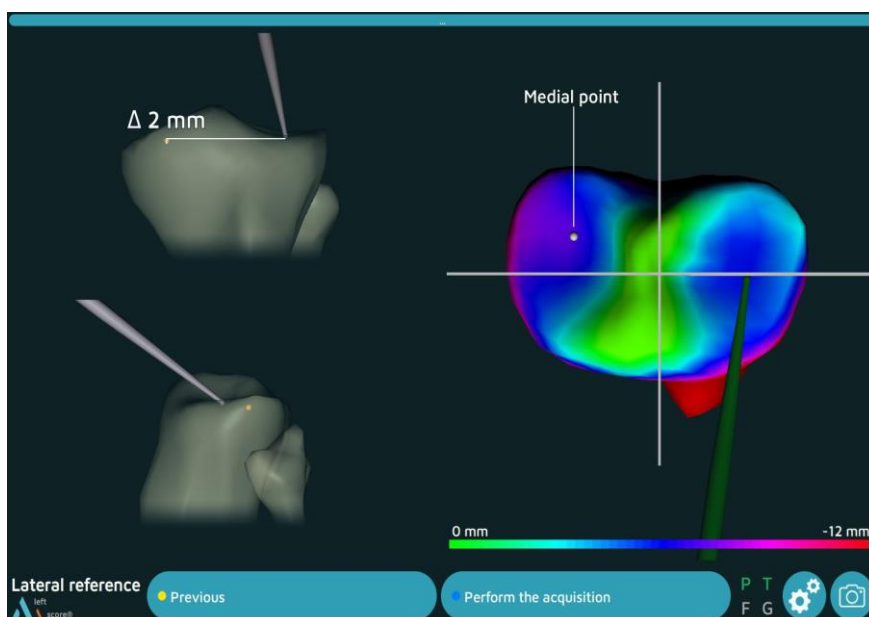 ...
Δ 2 mm
Medial point
0 mm
-12 mm
Lateral reference
left
score®
Previous
Perform the acquisition
P T
F G